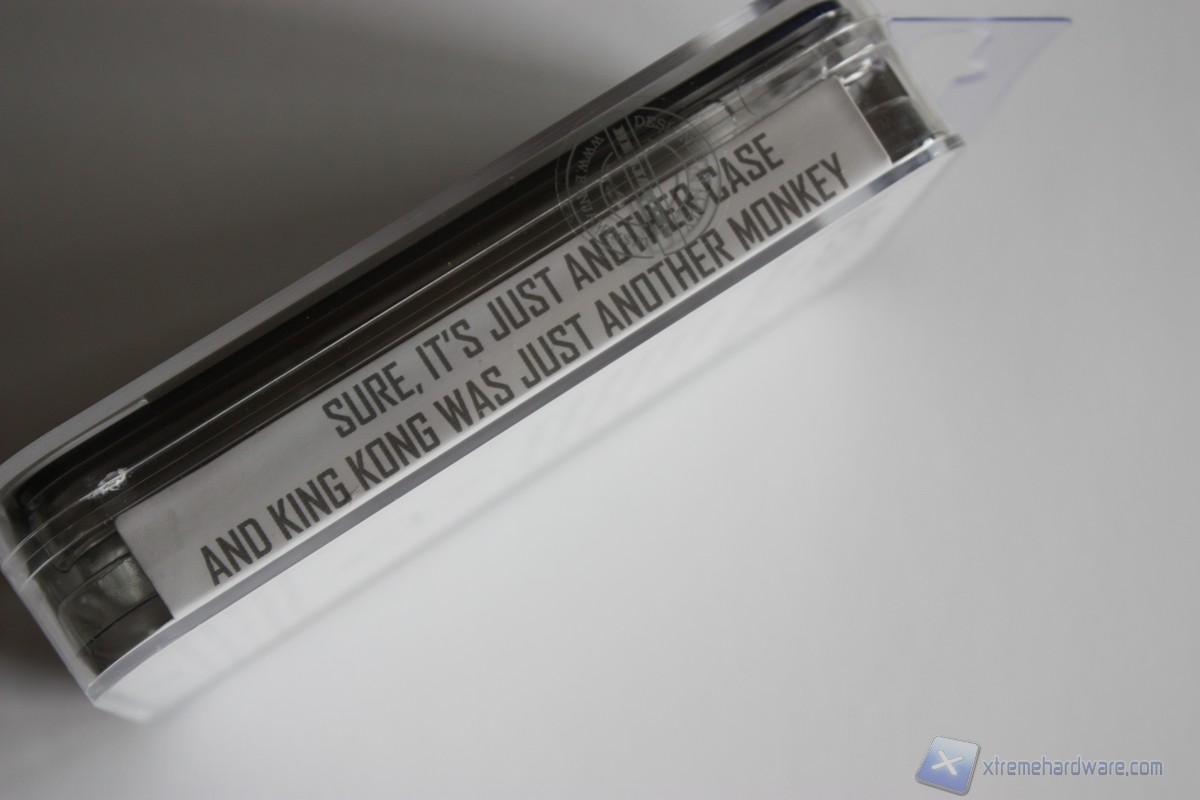 SURE, IT'S JUST ANOTHER CASE
AND KING KONG WAS JUST ANOTHER MONKEY
xtremehardware.com